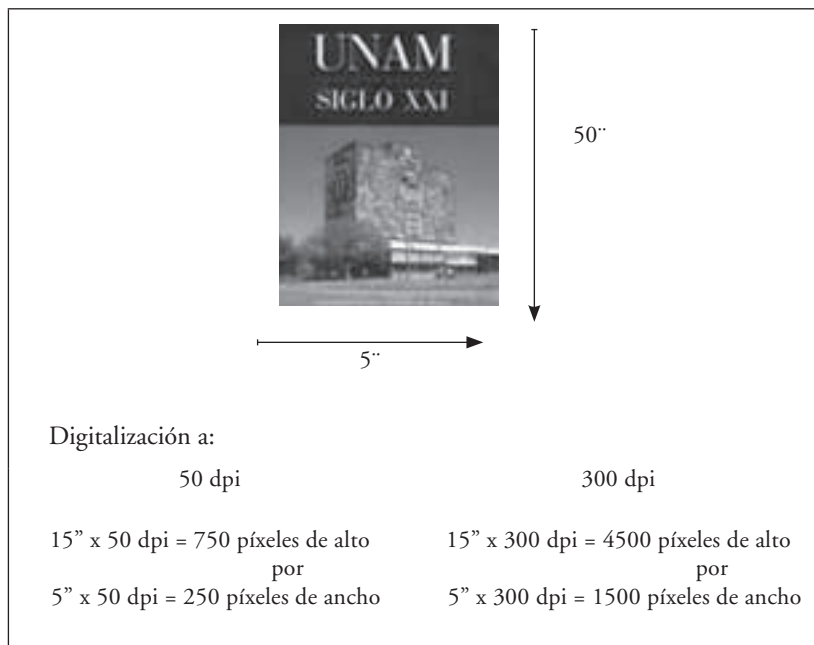 UNAM
SIGLO XXI
50¨
5¨
Digitalización a:
50 dpi
300 dpi
15” x 50 dpi = 750 píxeles de alto
por
5” x 50 dpi = 250 píxeles de ancho
15” x 300 dpi = 4500 píxeles de alto
por
5” x 300 dpi = 1500 píxeles de ancho